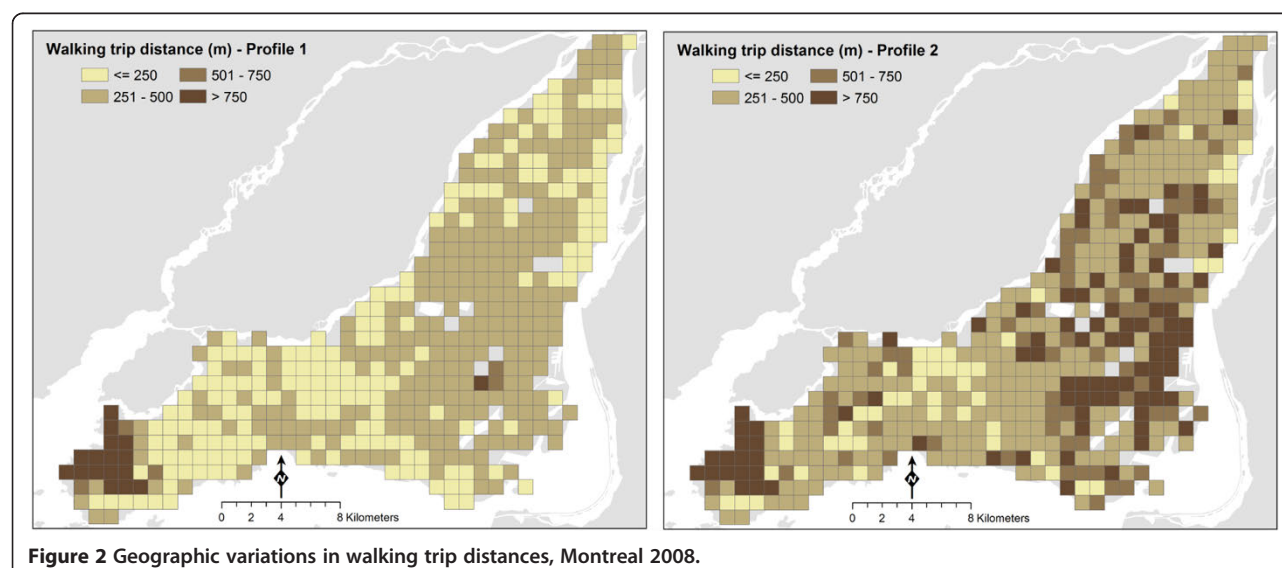 Walking trip distance (m) - Profile 1
<= 250 501 - 750
251 - 500 > 750
N
0 2 4 8 Kilometers
Walking trip distance (m) - Profile 2
<= 250 501 - 750
251 - 500 > 750
N
0 2 4 8 Kilometers
Figure 2 Geographic variations in walking trip distances, Montreal 2008.